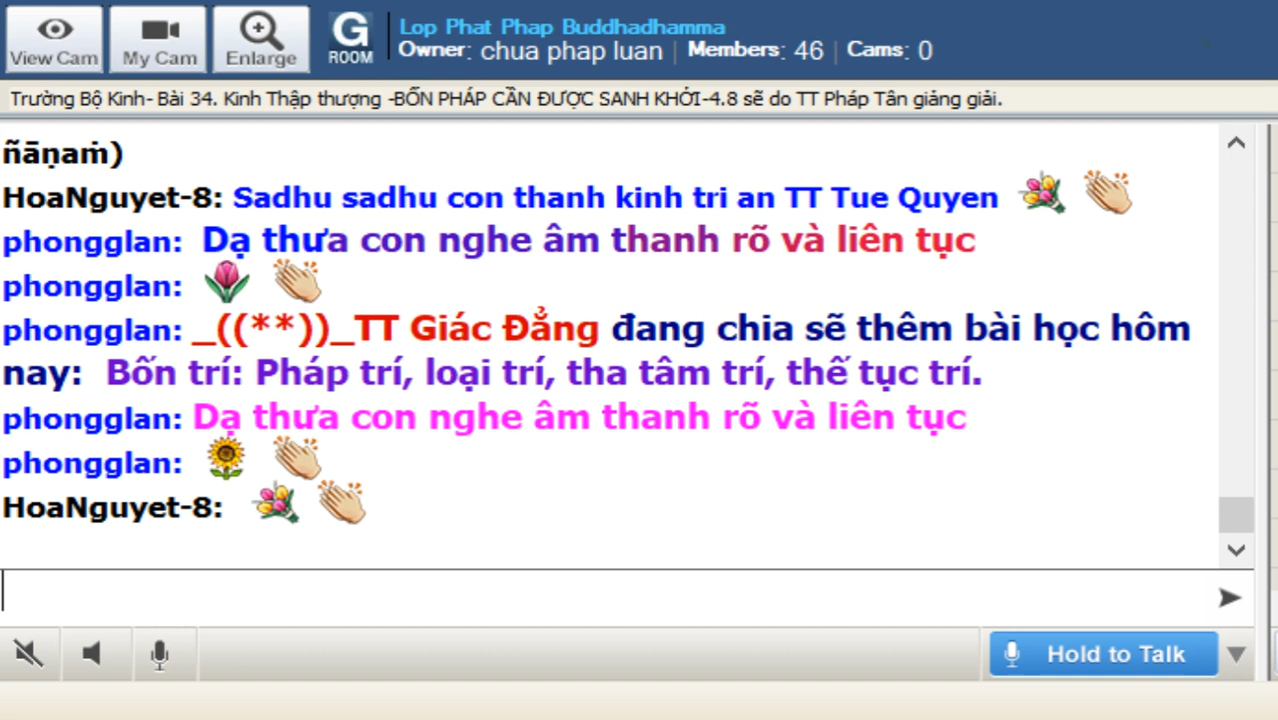 View Cam
My Cam
Enlarge
G
ROOM
Lop Phat Phap Buddhadhamma
Owner: chua phap luan | Members: 46 | Cams: 0
Trường Bộ Kinh- Bài 34. Kinh Thập thượng -BỐN PHÁP CẦN ĐƯỢC SANH KHỞI-4.8 sẽ do TT Pháp Tân giảng giải.
ñāṇaṁ)
HoaNguyet-8: Sadhu sadhu con thanh kinh tri an TT Tue Quyen
phongglan: Dạ thưa con nghe âm thanh rõ và liên tục
phongglan:
phongglan: _((**))_TT Giác Đẳng đang chia sẽ thêm bài học hôm
nay: Bốn trí: Pháp trí, loại trí, tha tâm trí, thế tục trí.
phongglan: Dạ thưa con nghe âm thanh rõ và liên tục
phongglan:
HoaNguyet-8:
Hold to Talk